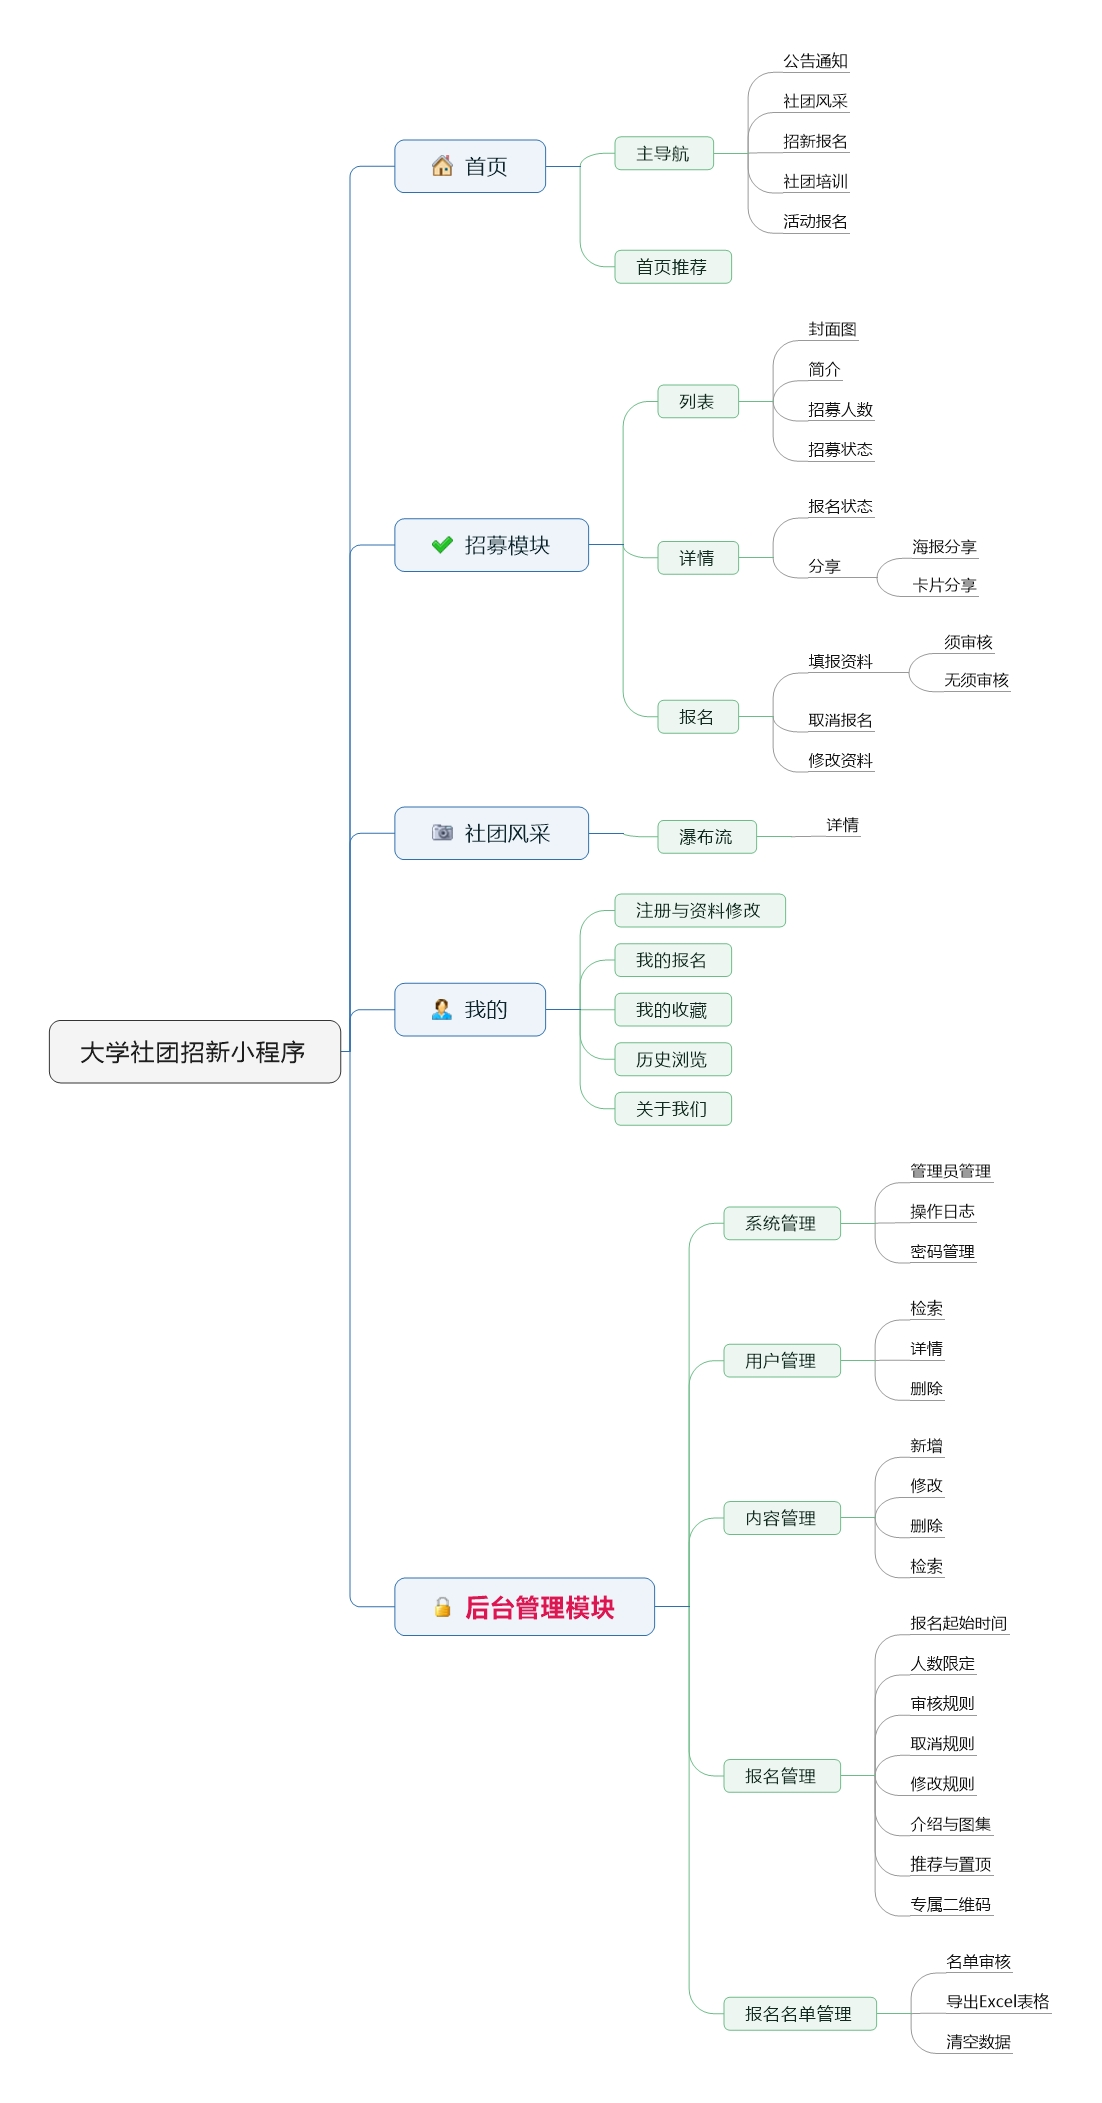 大学社团招新小程序
首页
主导航
公告通知
社团风采
招新报名
社团培训
活动报名
首页推荐
招募模块
列表
封面图
简介
招募人数
招募状态
详情
报名状态
分享
海报分享
卡片分享
报名
填报资料
须审核
无须审核
取消报名
修改资料
社团风采
瀑布流
详情
我的
注册与资料修改
我的报名
我的收藏
历史浏览
关于我们
后台管理模块
系统管理
管理员管理
操作日志
密码管理
用户管理
检索
详情
删除
内容管理
新增
修改
删除
检索
报名管理
报名起始时间
人数限定
审核规则
取消规则
修改规则
介绍与图集
推荐与置顶
专属二维码
报名名单管理
名单审核
导出Excel表格
清空数据